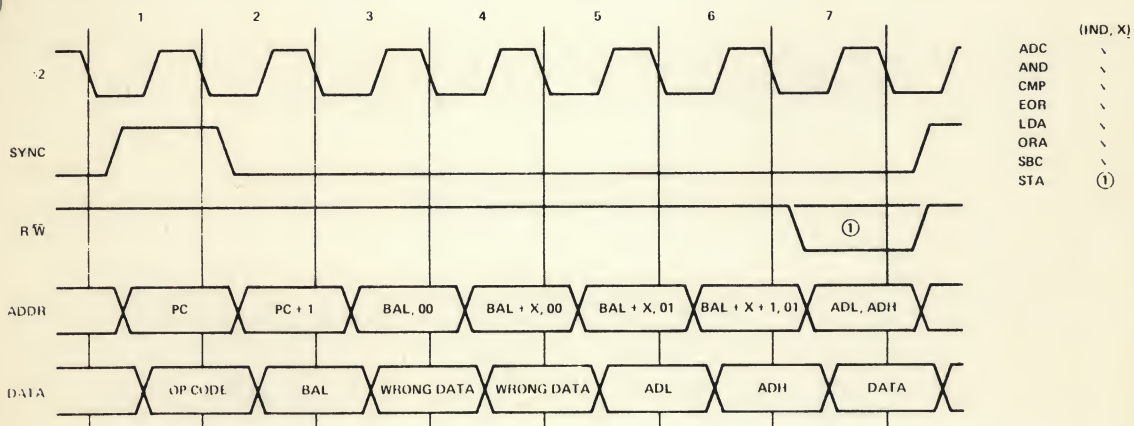 1 2 3 4 5 6 7
(IND, X)
ADC
AND
CMP
EOR
LDA
ORA
SBC
STA ①
2
SYNC
R W̅
①
ADDR PC PC + 1 BAL, 00 BAL + X, 00 BAL + X, 01 BAL + X + 1, 01 ADL, ADH
DATA OP CODE BAL WRONG DATA WRONG DATA ADL ADH DATA